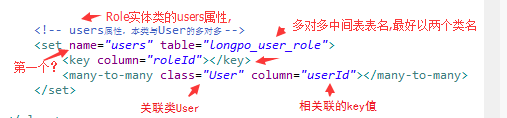 Role实体类的users属性,
<!-- users属性，本类与User的多对多 -->
多对多中间表表名,最好以两个类名
<set name="users" table="longpo_user_role">
第一个？
<key column="roleId"></key>
<many-to-many class="User" column="userId"></many-to-many>
</set>
关联类User
相关联的key值